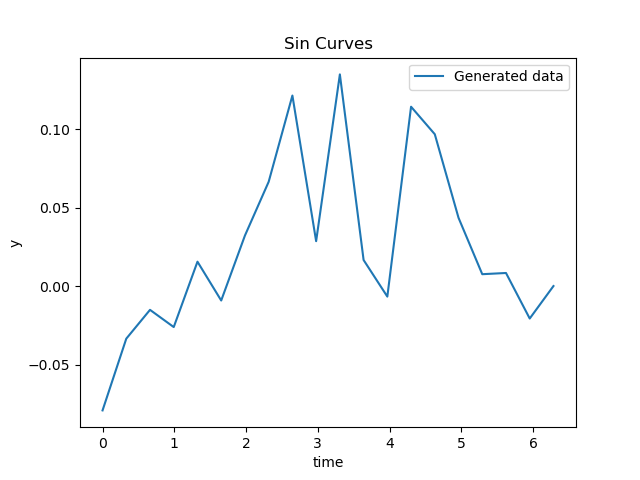 Sin Curves
Generated data
0.10
0.05
0.00
−0.05
y
0 1 2 3 4 5 6
time